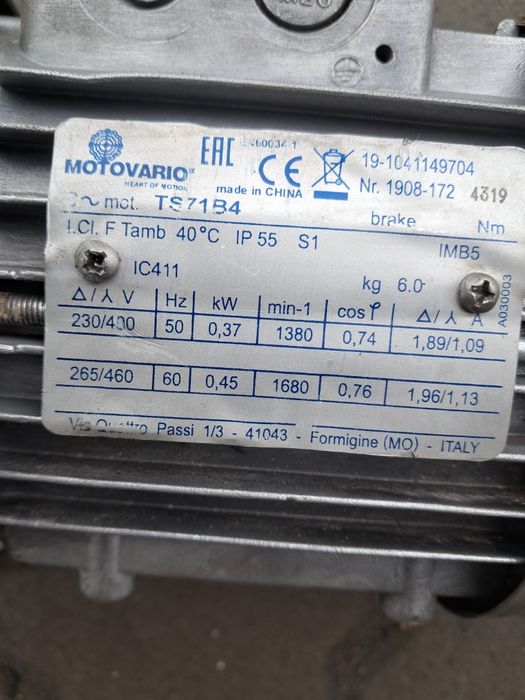 MOTOVARIO®
HEART OF MOTION
EAC EN60034-1
CE
made in CHINA
19-1041149704
Nr. 1908-172 4319
3~ mot. TS71B4 brake Nm
I.Cl. F Tamb 40°C IP 55 S1 IMB5
IC411 kg 6.0
A030003
Δ/⅄ V Hz kW min-1 cosφ Δ/⅄ A
230/400 50 0,37 1380 0,74 1,89/1,09
265/460 60 0,45 1680 0,76 1,96/1,13
Via Quattro Passi 1/3 - 41043 - Formigine (MO) - ITALY